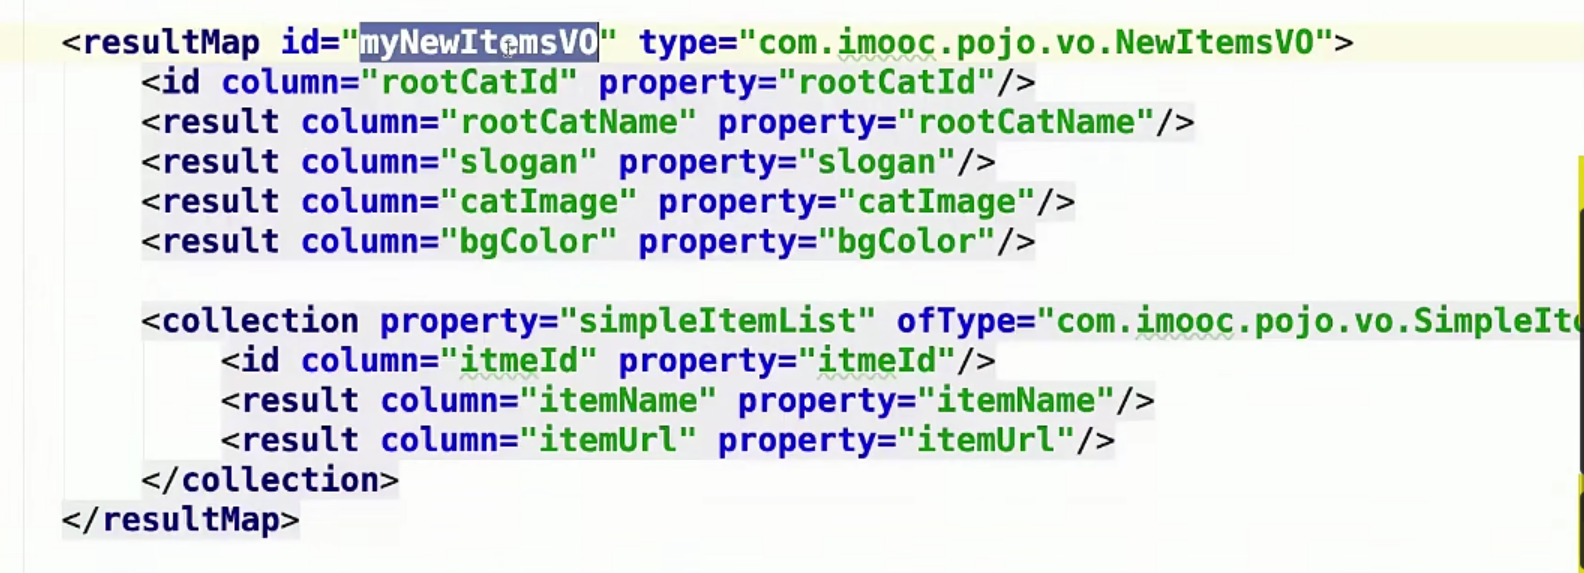 <resultMap id="myNewItemsVO" type="com.imooc.pojo.vo.NewItemsVO">
<id column="rootCatId" property="rootCatId"/>
<result column="rootCatName" property="rootCatName"/>
<result column="slogan" property="slogan"/>
<result column="catImage" property="catImage"/>
<result column="bgColor" property="bgColor"/>
<collection property="simpleItemList" ofType="com.imooc.pojo.vo.SimpleIte
<id column="itmeId" property="itmeId"/>
<result column="itemName" property="itemName"/>
<result column="itemUrl" property="itemUrl"/>
</collection>
</resultMap>